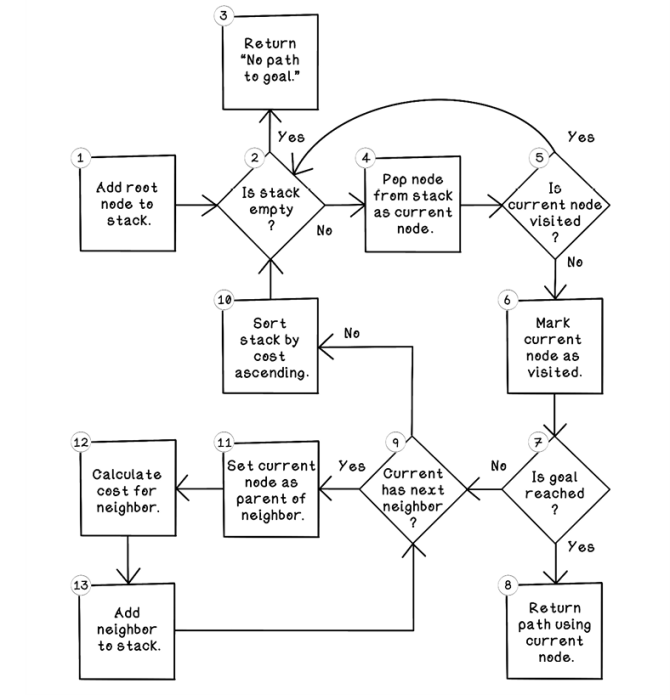 3
Return
"No path
to goal."
Yes
1
Add root
node to
stack.
2
Is stack
empty
?
No
4
Pop node
from stack
as current
node.
5
Yes
Is
current node
visited
?
No
6
Mark
current
node as
visited.
10
Sort
stack by
cost
ascending.
No
7
Is goal
reached
?
No
Yes
8
Return
path using
current
node.
9
Current
has next
neighbor
?
Yes
11
Set current
node as
parent of
neighbor.
12
Calculate
cost for
neighbor.
13
Add
neighbor
to stack.